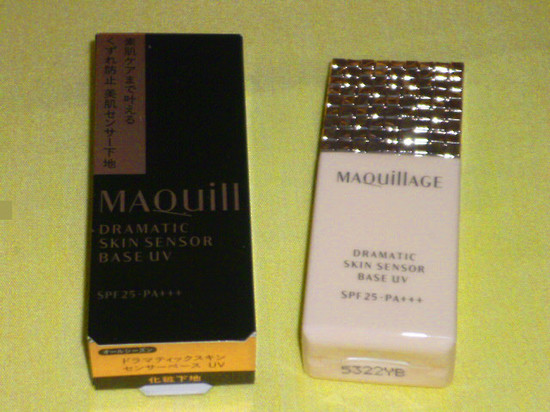 美肌ケアまで叶える
くずれ防止 美肌センサー下地
MAQuill
DRAMATIC
SKIN SENSOR
BASE UV
SPF25・PA+++
オールシーズン
ドラマティックスキン
センサーベース UV
化粧下地
MAQuillAGE
DRAMATIC
SKIN SENSOR
BASE UV
SPF25・PA+++
5322YB